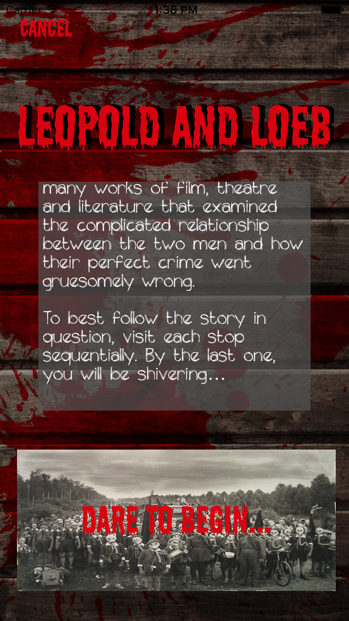 Carrier 1:36 PM
CANCEL
LEOPOLD AND LOEB
many works of film, theatre
and literature that examined
the complicated relationship
between the two men and how
their perfect crime went
gruesomely wrong.
To best follow the story in
question, visit each stop
sequentially. By the last one,
you will be shivering...
DARE TO BEGIN...